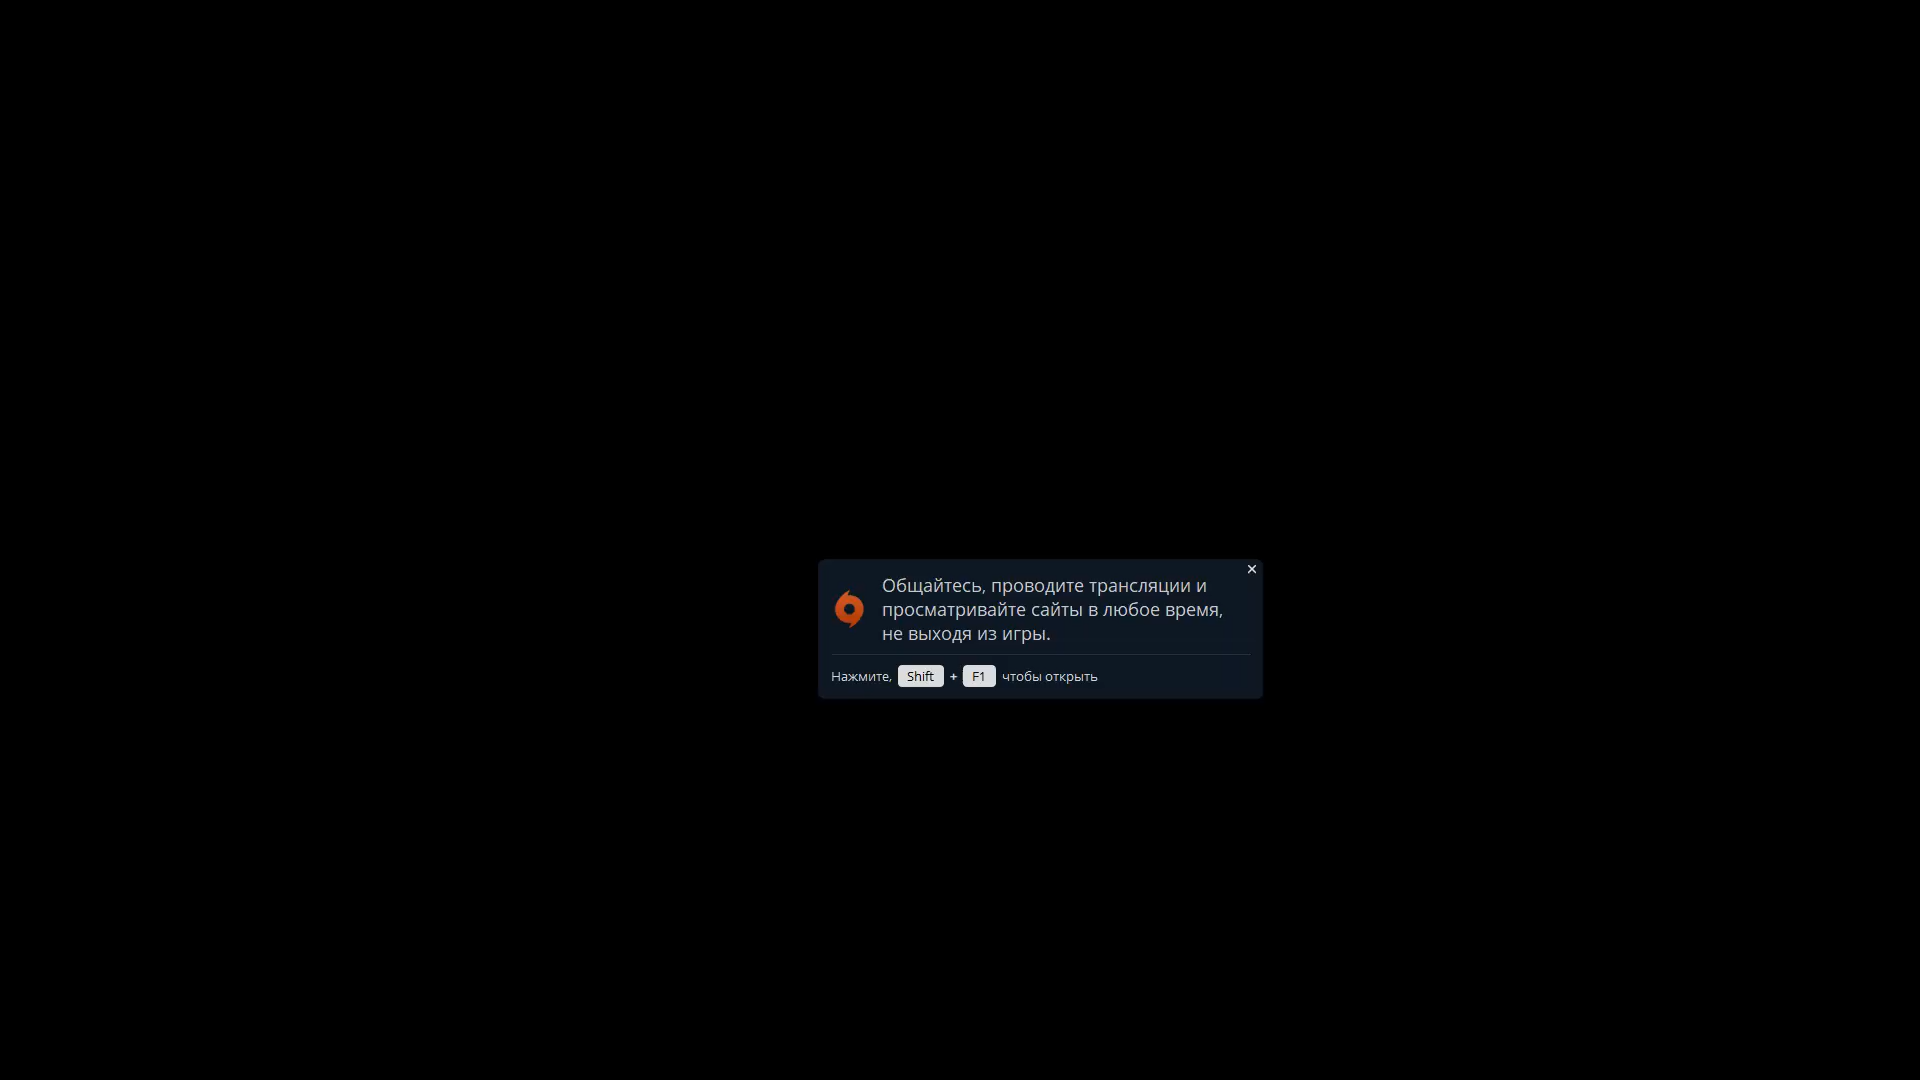 Общайтесь, проводите трансляции и
просматривайте сайты в любое время,
не выходя из игры.
Нажмите, Shift + F1 чтобы открыть